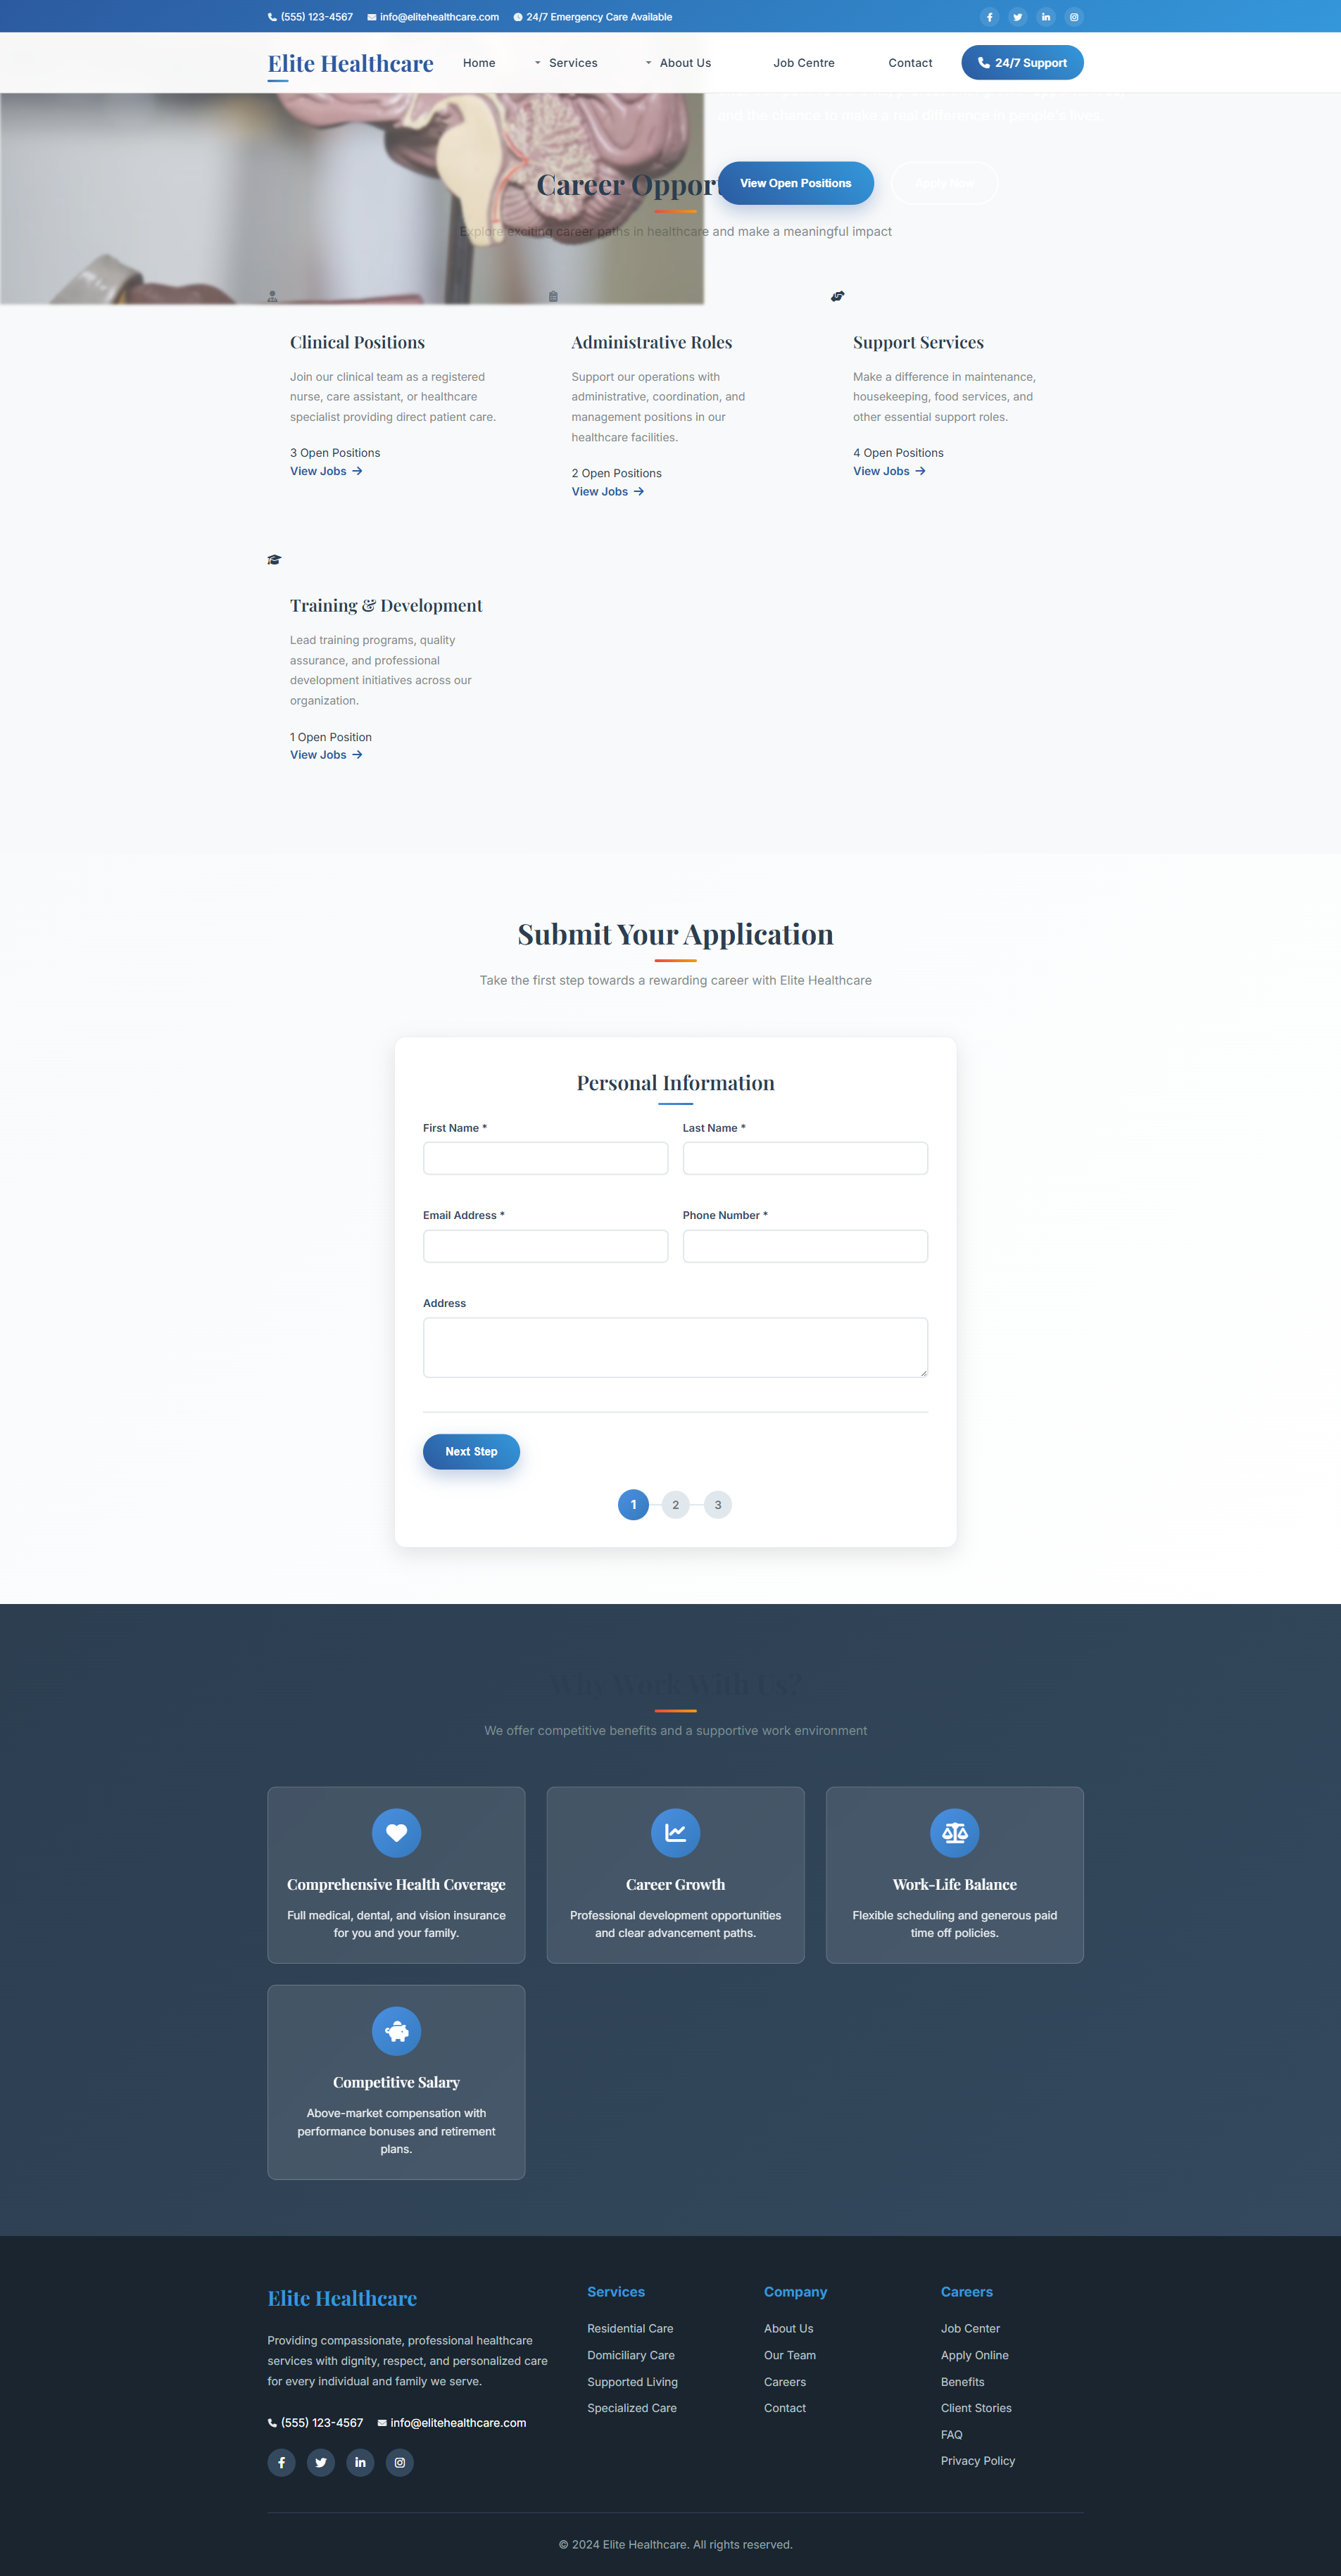 (555) 123-4567 info@elitehealthcare.com 24/7 Emergency Care Available
Elite Healthcare Home Services About Us Job Centre Contact 24/7 Support
and the chance to make a real difference in people's lives.
Career Opport View Open Positions Apply Now
Explore exciting career paths in healthcare and make a meaningful impact
Clinical Positions
Join our clinical team as a registered
nurse, care assistant, or healthcare
specialist providing direct patient care.
3 Open Positions
View Jobs →
Administrative Roles
Support our operations with
administrative, coordination, and
management positions in our
healthcare facilities.
2 Open Positions
View Jobs →
Support Services
Make a difference in maintenance,
housekeeping, food services, and
other essential support roles.
4 Open Positions
View Jobs →
Training & Development
Lead training programs, quality
assurance, and professional
development initiatives across our
organization.
1 Open Position
View Jobs →
Submit Your Application
Take the first step towards a rewarding career with Elite Healthcare
Personal Information
First Name * Last Name *
Email Address * Phone Number *
Address
Next Step
1 2 3
Why Work With Us?
We offer competitive benefits and a supportive work environment
Comprehensive Health Coverage
Full medical, dental, and vision insurance
for you and your family.
Career Growth
Professional development opportunities
and clear advancement paths.
Work-Life Balance
Flexible scheduling and generous paid
time off policies.
Competitive Salary
Above-market compensation with
performance bonuses and retirement
plans.
Elite Healthcare
Providing compassionate, professional healthcare
services with dignity, respect, and personalized care
for every individual and family we serve.
(555) 123-4567 info@elitehealthcare.com
Services
Residential Care
Domiciliary Care
Supported Living
Specialized Care
Company
About Us
Our Team
Careers
Contact
Careers
Job Center
Apply Online
Benefits
Client Stories
FAQ
Privacy Policy
© 2024 Elite Healthcare. All rights reserved.